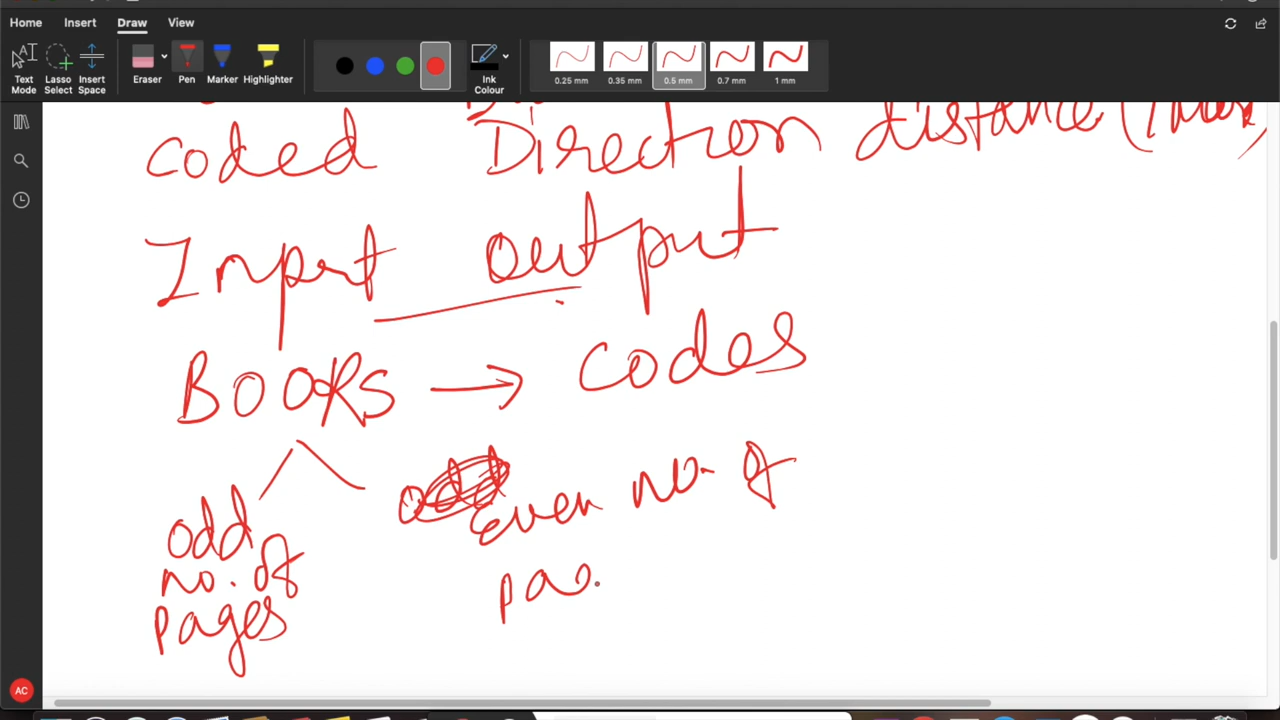 Home Insert Draw View
Text Mode Lasso Select Insert Space Eraser Pen Marker Highlighter Ink Colour 0.25 mm 0.35 mm 0.5 mm 0.7 mm 1 mm
coded Direction distance
Input output
BOOKS → codes
odd no. of pages
Even no. of
pag
AC